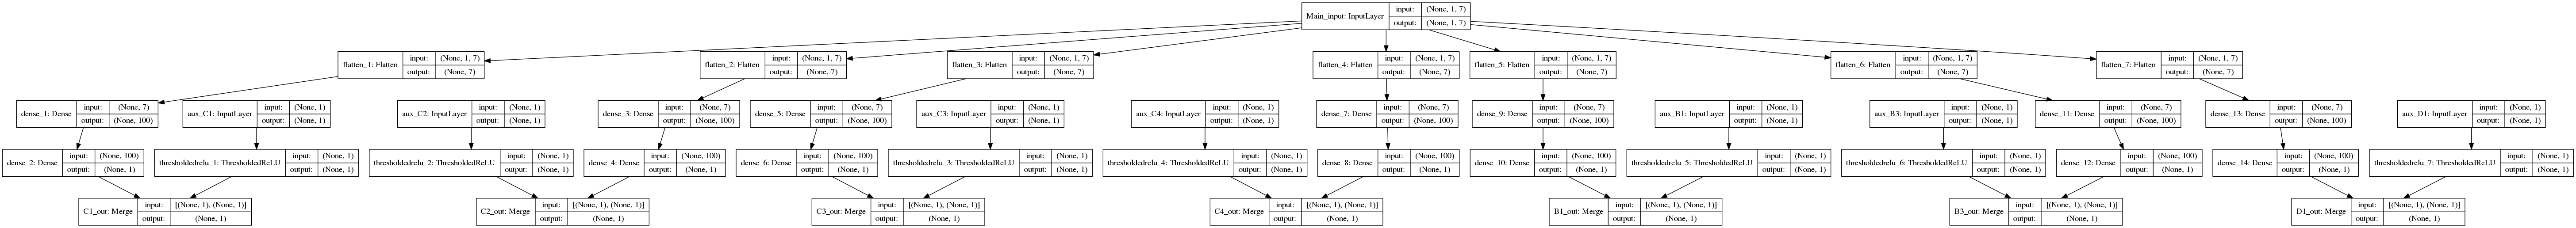 Main_input: InputLayer input: (None, 1, 7)
output: (None, 1, 7)
flatten_1: Flatten input: (None, 1, 7)
output: (None, 7)
flatten_2: Flatten input: (None, 1, 7)
output: (None, 7)
flatten_3: Flatten input: (None, 1, 7)
output: (None, 7)
flatten_4: Flatten input: (None, 1, 7)
output: (None, 7)
flatten_5: Flatten input: (None, 1, 7)
output: (None, 7)
flatten_6: Flatten input: (None, 1, 7)
output: (None, 7)
flatten_7: Flatten input: (None, 1, 7)
output: (None, 7)
dense_1: Dense input: (None, 7)
output: (None, 100)
aux_C1: InputLayer input: (None, 1)
output: (None, 1)
aux_C2: InputLayer input: (None, 1)
output: (None, 1)
dense_3: Dense input: (None, 7)
output: (None, 100)
dense_5: Dense input: (None, 7)
output: (None, 100)
aux_C3: InputLayer input: (None, 1)
output: (None, 1)
aux_C4: InputLayer input: (None, 1)
output: (None, 1)
dense_7: Dense input: (None, 7)
output: (None, 100)
dense_9: Dense input: (None, 7)
output: (None, 100)
aux_B1: InputLayer input: (None, 1)
output: (None, 1)
aux_B3: InputLayer input: (None, 1)
output: (None, 1)
dense_11: Dense input: (None, 7)
output: (None, 100)
dense_13: Dense input: (None, 7)
output: (None, 100)
aux_D1: InputLayer input: (None, 1)
output: (None, 1)
dense_2: Dense input: (None, 100)
output: (None, 1)
thresholdedrelu_1: ThresholdedReLU input: (None, 1)
output: (None, 1)
thresholdedrelu_2: ThresholdedReLU input: (None, 1)
output: (None, 1)
dense_4: Dense input: (None, 100)
output: (None, 1)
dense_6: Dense input: (None, 100)
output: (None, 1)
thresholdedrelu_3: ThresholdedReLU input: (None, 1)
output: (None, 1)
thresholdedrelu_4: ThresholdedReLU input: (None, 1)
output: (None, 1)
dense_8: Dense input: (None, 100)
output: (None, 1)
dense_10: Dense input: (None, 100)
output: (None, 1)
thresholdedrelu_5: ThresholdedReLU input: (None, 1)
output: (None, 1)
thresholdedrelu_6: ThresholdedReLU input: (None, 1)
output: (None, 1)
dense_12: Dense input: (None, 100)
output: (None, 1)
dense_14: Dense input: (None, 100)
output: (None, 1)
thresholdedrelu_7: ThresholdedReLU input: (None, 1)
output: (None, 1)
C1_out: Merge input: [(None, 1), (None, 1)]
output: (None, 1)
C2_out: Merge input: [(None, 1), (None, 1)]
output: (None, 1)
C3_out: Merge input: [(None, 1), (None, 1)]
output: (None, 1)
C4_out: Merge input: [(None, 1), (None, 1)]
output: (None, 1)
B1_out: Merge input: [(None, 1), (None, 1)]
output: (None, 1)
B3_out: Merge input: [(None, 1), (None, 1)]
output: (None, 1)
D1_out: Merge input: [(None, 1), (None, 1)]
output: (None, 1)